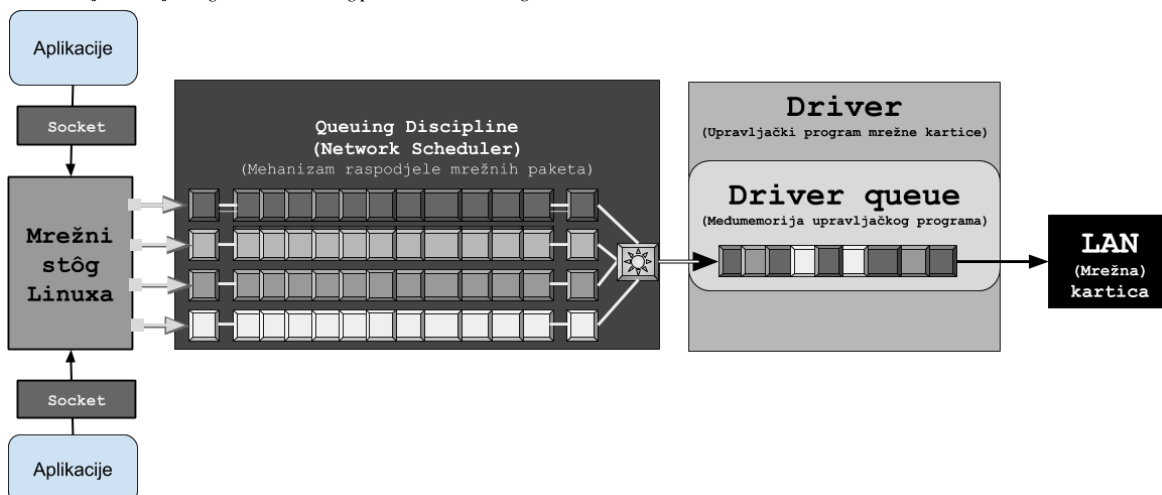 Aplikacije
Socket
Mrežni
stôg
Linuxa
Socket
Aplikacije
Queuing Discipline
(Network Scheduler)
(Mehanizam raspodjele mrežnih paketa)
Driver
(Upravljački program mrežne kartice)
Driver queue
(Međumemorija upravljačkog programa)
LAN
(Mrežna)
kartica